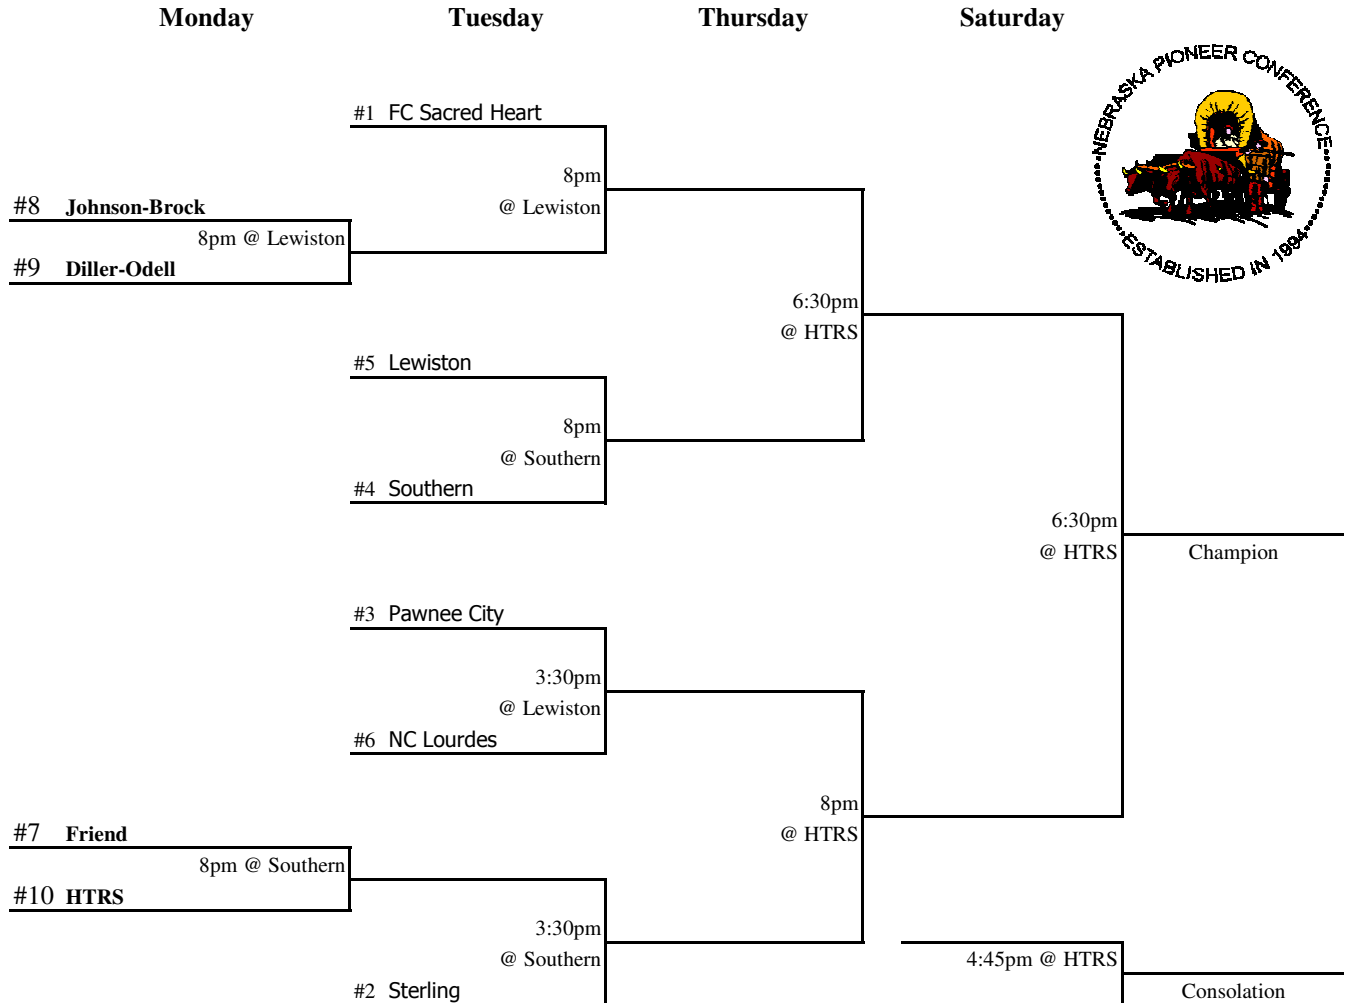 Monday Tuesday Thursday Saturday
NEBRASKA PIONEER CONFERENCE
ESTABLISHED IN 1994
#1 FC Sacred Heart
8pm
@ Lewiston
#8 Johnson-Brock
8pm @ Lewiston
#9 Diller-Odell
6:30pm
@ HTRS
#5 Lewiston
8pm
@ Southern
#4 Southern
6:30pm
@ HTRS
Champion
#3 Pawnee City
3:30pm
@ Lewiston
#6 NC Lourdes
8pm
@ HTRS
#7 Friend
8pm @ Southern
#10 HTRS
3:30pm
@ Southern
4:45pm @ HTRS
#2 Sterling
Consolation